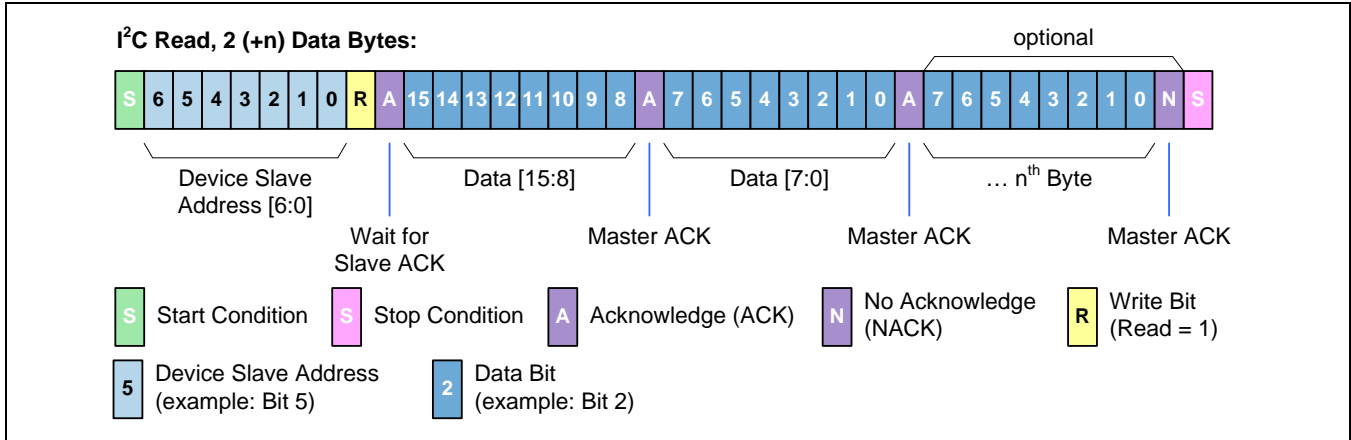 I²C Read, 2 (+n) Data Bytes:
optional
S 6 5 4 3 2 1 0 R A 15 14 13 12 11 10 9 8 A 7 6 5 4 3 2 1 0 A 7 6 5 4 3 2 1 0 N S
Device Slave
Address [6:0]
Data [15:8]
Data [7:0]
… nᵗʰ Byte
Wait for
Slave ACK
Master ACK
Master ACK
Master ACK
S Start Condition
S Stop Condition
A Acknowledge (ACK)
N No Acknowledge
(NACK)
R Write Bit
(Read = 1)
5 Device Slave Address
(example: Bit 5)
2 Data Bit
(example: Bit 2)